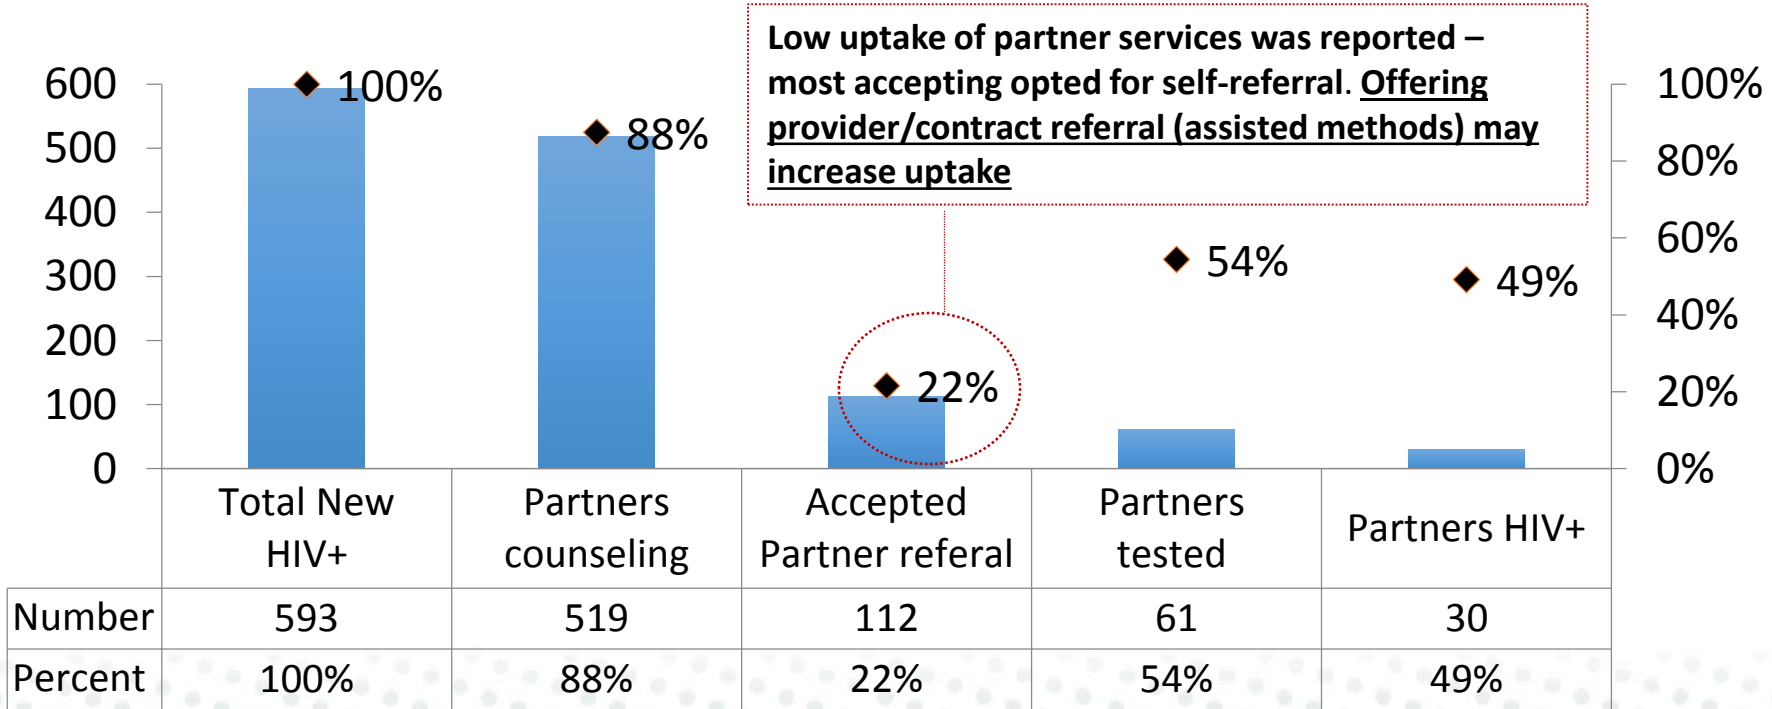 Low uptake of partner services was reported –
most accepting opted for self-referral. Offering
provider/contract referral (assisted methods) may
increase uptake
600
500
400
300
200
100
0
100%
88%
22%
54%
49%
100%
80%
60%
40%
20%
0%
Total New
HIV+
Partners
counseling
Accepted
Partner referal
Partners
tested
Partners HIV+
Number 593 519 112 61 30
Percent 100% 88% 22% 54% 49%